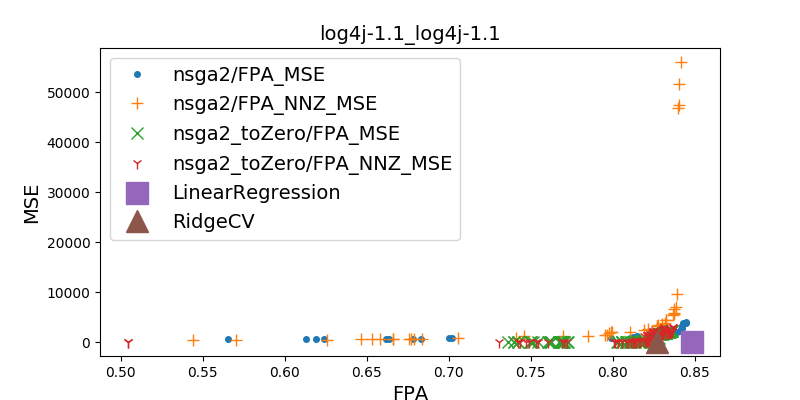 log4j-1.1_log4j-1.1
nsga2/FPA_MSE
nsga2/FPA_NNZ_MSE
nsga2_toZero/FPA_MSE
nsga2_toZero/FPA_NNZ_MSE
LinearRegression
RidgeCV
MSE
50000
40000
30000
20000
10000
0
0.50 0.55 0.60 0.65 0.70 0.75 0.80 0.85
FPA